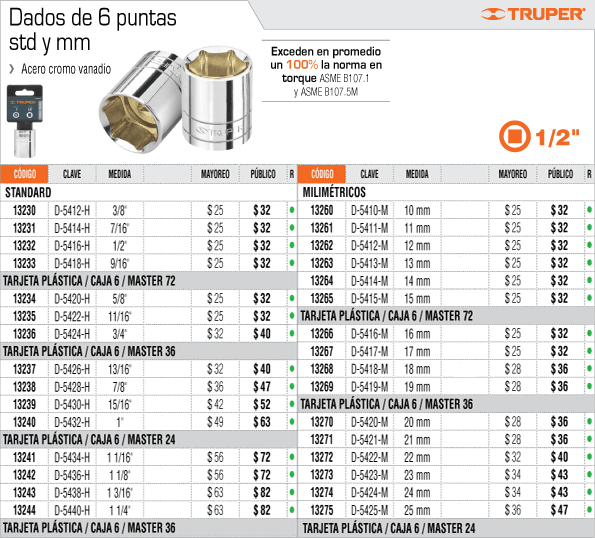 Dados de 6 puntas
std y mm
❯ Acero cromo vanadio
TRUPER®
Exceden en promedio
un 100% la norma en
torque ASME B107.1
y ASME B107.5M
TRUPER
1/2"
CÓDIGO CLAVE MEDIDA MAYOREO PÚBLICO R
STANDARD
13230 D-5412-H 3/8" $ 25 $ 32
13231 D-5414-H 7/16" $ 25 $ 32
13232 D-5416-H 1/2" $ 25 $ 32
13233 D-5418-H 9/16" $ 25 $ 32
TARJETA PLÁSTICA / CAJA 6 / MASTER 72
13234 D-5420-H 5/8" $ 25 $ 32
13235 D-5422-H 11/16" $ 25 $ 32
13236 D-5424-H 3/4" $ 32 $ 40
TARJETA PLÁSTICA / CAJA 6 / MASTER 36
13237 D-5426-H 13/16" $ 32 $ 40
13238 D-5428-H 7/8" $ 36 $ 47
13239 D-5430-H 15/16" $ 42 $ 52
13240 D-5432-H 1" $ 49 $ 63
TARJETA PLÁSTICA / CAJA 6 / MASTER 24
13241 D-5434-H 1 1/16" $ 56 $ 72
13242 D-5436-H 1 1/8" $ 56 $ 72
13243 D-5438-H 1 3/16" $ 63 $ 82
13244 D-5440-H 1 1/4" $ 63 $ 82
TARJETA PLÁSTICA / CAJA 6 / MASTER 36
CÓDIGO CLAVE MEDIDA MAYOREO PÚBLICO R
MILIMÉTRICOS
13260 D-5410-M 10 mm $ 25 $ 32
13261 D-5411-M 11 mm $ 25 $ 32
13262 D-5412-M 12 mm $ 25 $ 32
13263 D-5413-M 13 mm $ 25 $ 32
13264 D-5414-M 14 mm $ 25 $ 32
13265 D-5415-M 15 mm $ 25 $ 32
TARJETA PLÁSTICA / CAJA 6 / MASTER 72
13266 D-5416-M 16 mm $ 25 $ 32
13267 D-5417-M 17 mm $ 25 $ 32
13268 D-5418-M 18 mm $ 28 $ 36
13269 D-5419-M 19 mm $ 28 $ 36
TARJETA PLÁSTICA / CAJA 6 / MASTER 36
13270 D-5420-M 20 mm $ 28 $ 36
13271 D-5421-M 21 mm $ 28 $ 36
13272 D-5422-M 22 mm $ 32 $ 40
13273 D-5423-M 23 mm $ 34 $ 43
13274 D-5424-M 24 mm $ 34 $ 43
13275 D-5425-M 25 mm $ 36 $ 47
TARJETA PLÁSTICA / CAJA 6 / MASTER 24